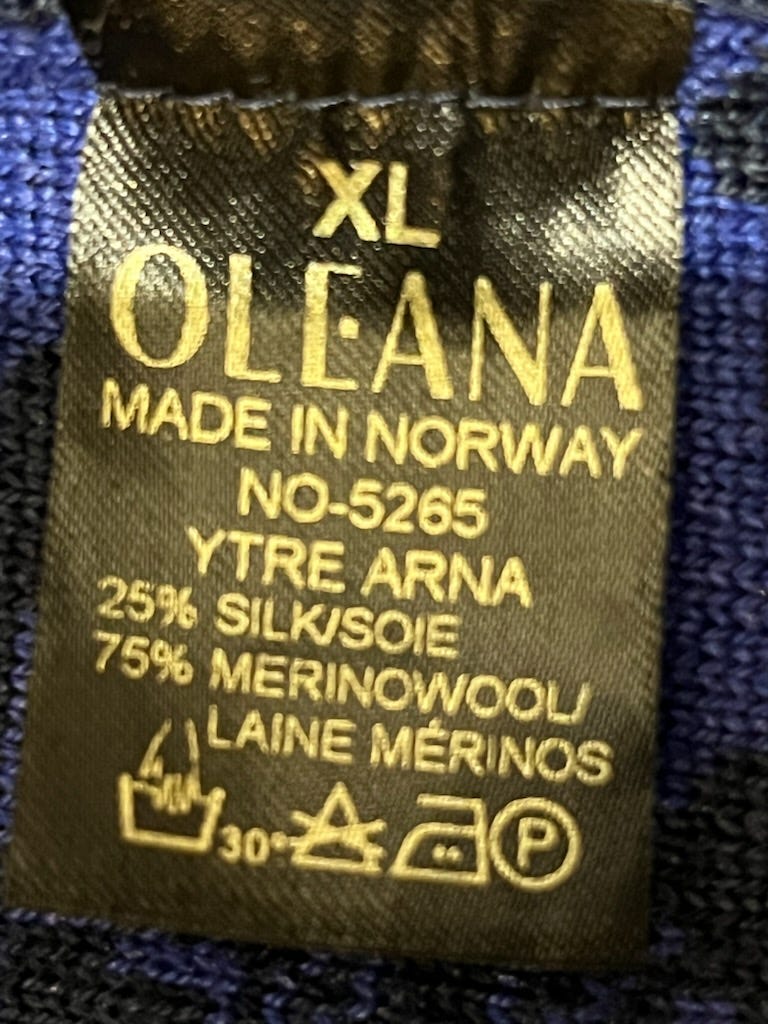 XL
OLEANA
MADE IN NORWAY
NO-5265
YTRE ARNA
25% SILK/SOIE
75% MERINOWOOL/
LAINE MÉRINOS
30° P